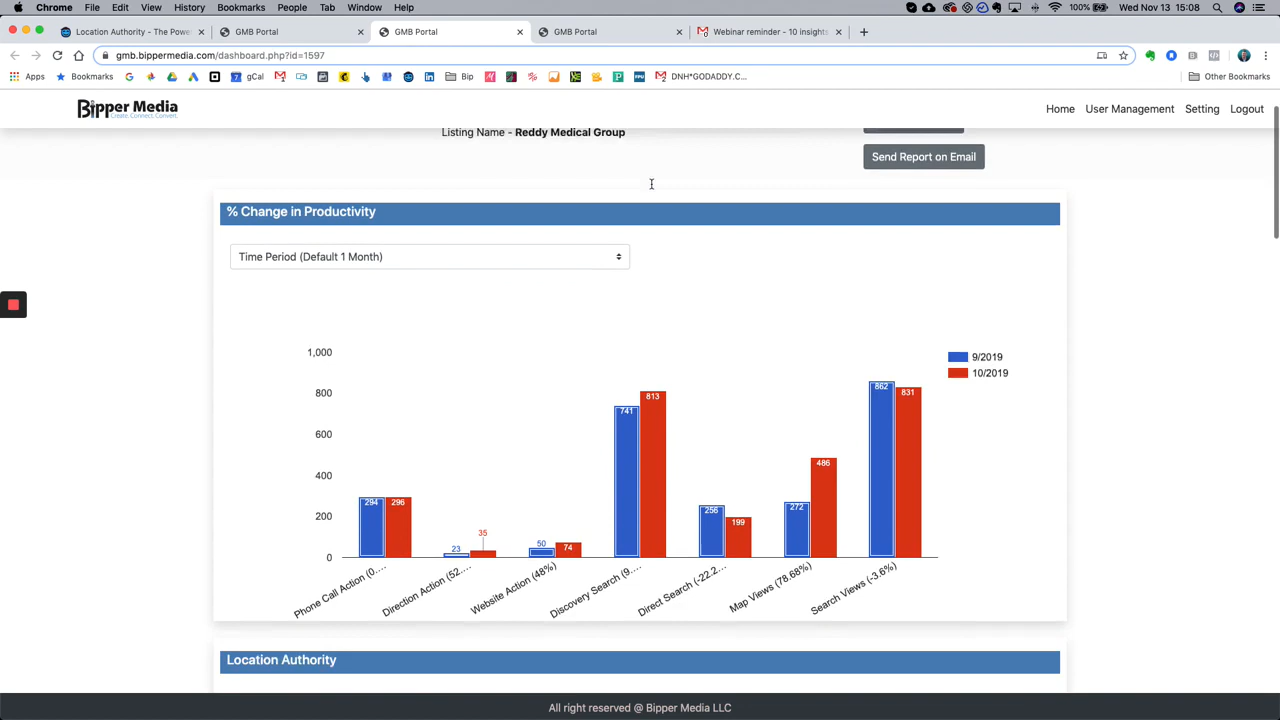 Chrome File Edit View History Bookmarks People Tab Window Help 100% Wed Nov 13 15:08
Location Authority - The Powe × GMB Portal × GMB Portal × GMB Portal × Webinar reminder - 10 insights × +
gmb.bippermedia.com/dashboard.php?id=1597
Apps Bookmarks gCal Bip DNH*GODADDY.C... Other Bookmarks
Bipper Media Home User Management Setting Logout
Create. Connect. Convert.
Listing Name - Reddy Medical Group
Send Report on Email
% Change in Productivity
Time Period (Default 1 Month)
1,000
800
600
400
200
0
9/2019
10/2019
294 296 23 35 50 74 741 813 256 199 272 486 862 831
Phone Call Action (0....
Direction Action (52....
Website Action (48%)
Discovery Search (9....
Direct Search (-22.2...
Map Views (78.68%)
Search Views (-3.6%)
Location Authority
All right reserved @ Bipper Media LLC